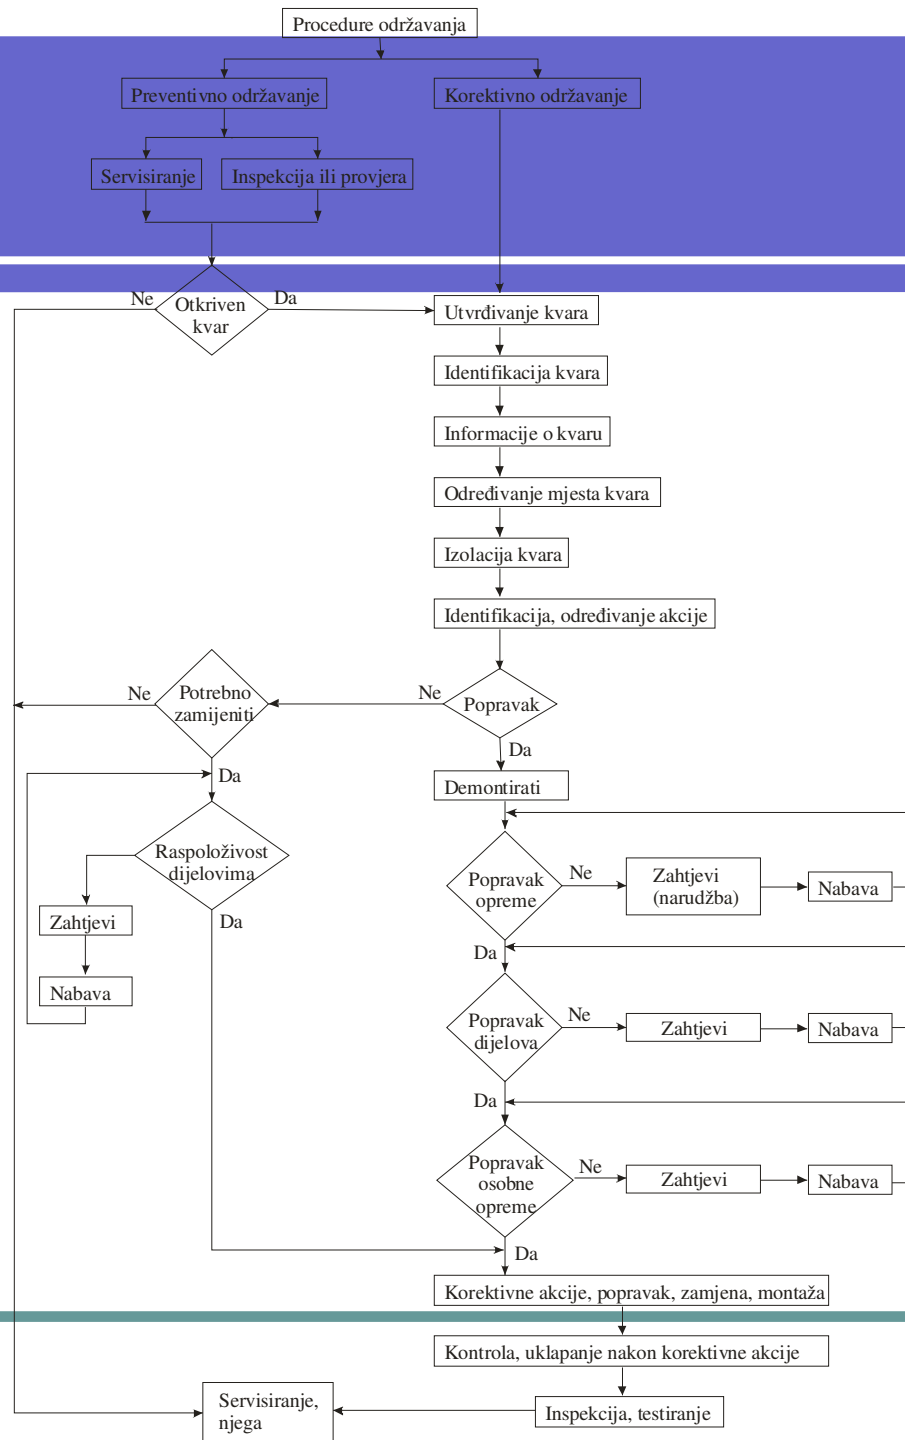 Procedure održavanja
Preventivno održavanje
Korektivno održavanje
Servisiranje
Inspekcija ili provjera
Ne
Otkriven
kvar
Da
Utvrđivanje kvara
Identifikacija kvara
Informacije o kvaru
Određivanje mjesta kvara
Izolacija kvara
Identifikacija, određivanje akcije
Ne
Potrebno
zamijeniti
Ne
Popravak
Da
Da
Demontirati
Raspoloživost
dijelovima
Zahtjevi
Nabava
Da
Popravak
opreme
Ne
Zahtjevi
(narudžba)
Nabava
Da
Popravak
dijelova
Ne
Zahtjevi
Nabava
Da
Popravak
osobne
opreme
Ne
Zahtjevi
Nabava
Da
Korektivne akcije, popravak, zamjena, montaža
Kontrola, uklapanje nakon korektivne akcije
Servisiranje,
njega
Inspekcija, testiranje